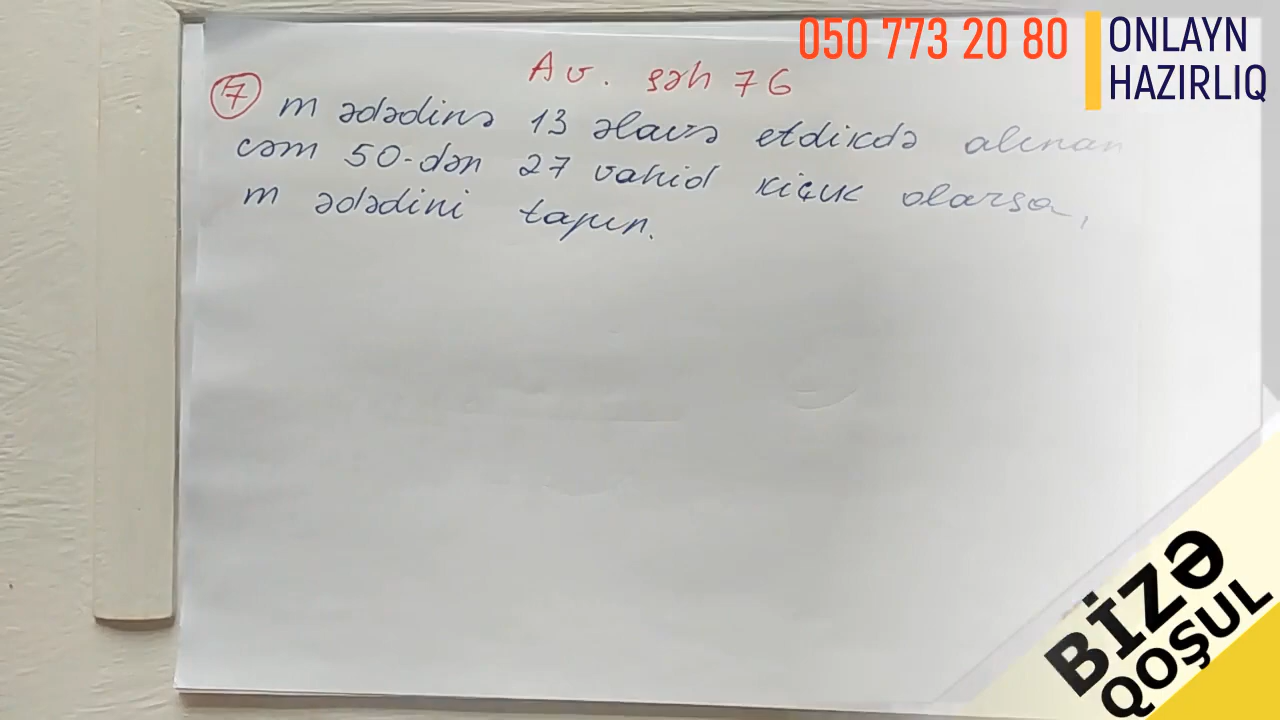 050 773 20 80
ONLAYN
HAZIRLIQ
Av. səh 76
7 m ədədinə 13 əlavə etdikdə alınan
cəm 50-dən 27 vahid kiçik olarsa,
m ədədini tapın.
BİZƏ
QOŞUL